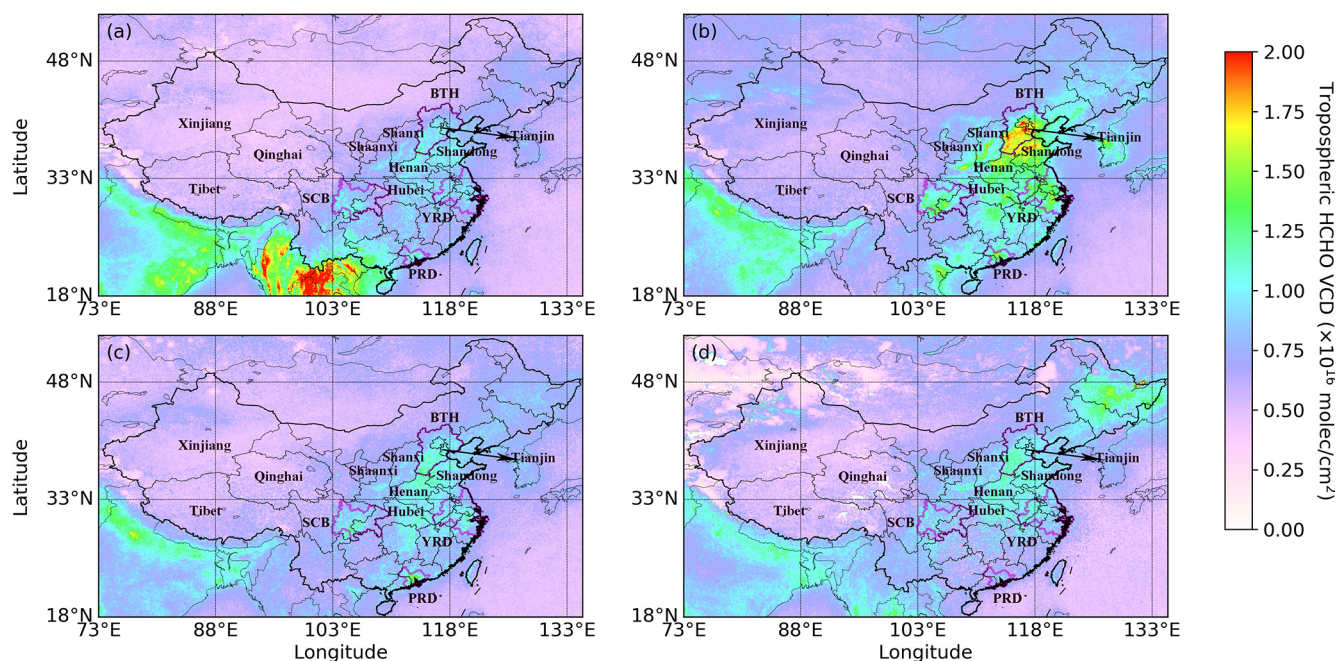 (a)
(b)
48°N
33°N
18°N
Latitude
73°E
88°E
103°E
118°E
133°E
Xinjiang
Qinghai
Tibet
BTH
Shanxi
Shaanxi
Tianjin
Shandong
Henan
Hubei
SCB
YRD
PRD
48°N
33°N
18°N
73°E
88°E
103°E
118°E
133°E
Xinjiang
Qinghai
Tibet
BTH
Shanxi
Shaanxi
Tianjin
Shandong
Henan
Hubei
SCB
YRD
PRD
(c)
(d)
48°N
33°N
18°N
Latitude
73°E
88°E
103°E
118°E
133°E
Longitude
Xinjiang
Qinghai
Tibet
BTH
Shanxi
Shaanxi
Tianjin
Shandong
Henan
Hubei
SCB
YRD
PRD
48°N
33°N
18°N
73°E
88°E
103°E
118°E
133°E
Longitude
Xinjiang
Qinghai
Tibet
BTH
Shanxi
Shaanxi
Tianjin
Shandong
Henan
Hubei
SCB
YRD
PRD
2.00
1.75
1.50
1.25
1.00
0.75
0.50
0.25
0.00
Tropospheric HCHO VCD (×10¹⁶ molec/cm²)